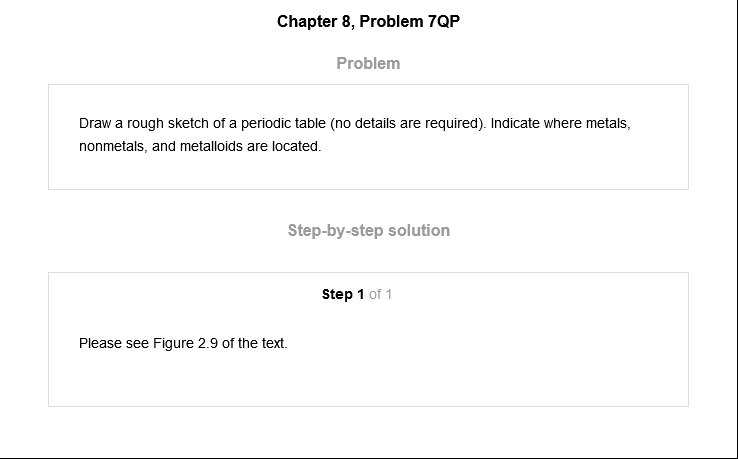 Chapter 8, Problem 7QP
Problem
Draw a rough sketch of a periodic table (no details are required). Indicate where metals,
nonmetals, and metalloids are located.
Step-by-step solution
Step 1 of 1
Please see Figure 2.9 of the text.